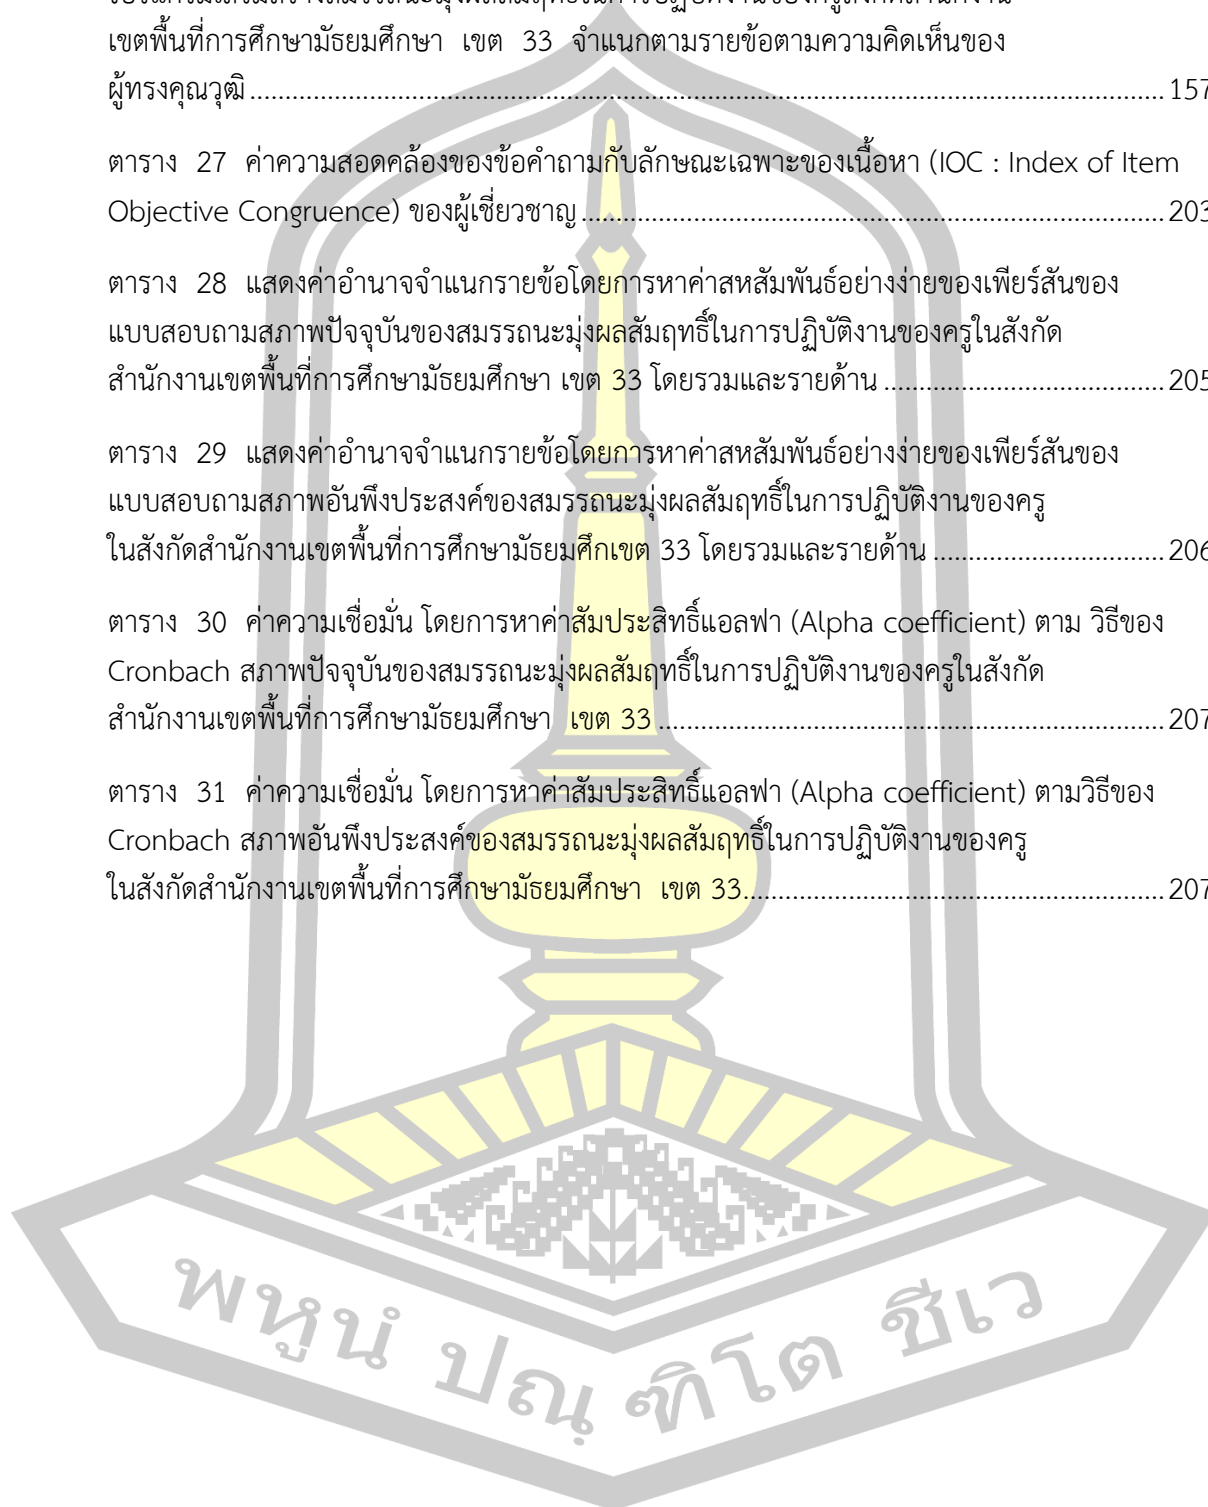 เขตพื้นที่การศึกษามัธยมศึกษา เขต 33 จำแนกตามรายข้อตามความคิดเห็นของ
ผู้ทรงคุณวุฒิ ........................................................................................................ 157
ตาราง 27 ค่าความสอดคล้องของข้อคำถามกับลักษณะเฉพาะของเนื้อหา (IOC : Index of Item
Objective Congruence) ของผู้เชี่ยวชาญ .................................................................. 203
ตาราง 28 แสดงค่าอำนาจจำแนกรายข้อโดยการหาค่าสหสัมพันธ์อย่างง่ายของเพียร์สันของ
แบบสอบถามสภาพปัจจุบันของสมรรถนะมุ่งผลสัมฤทธิ์ในการปฏิบัติงานของครูในสังกัด
สำนักงานเขตพื้นที่การศึกษามัธยมศึกษา เขต 33 โดยรวมและรายด้าน ................................ 205
ตาราง 29 แสดงค่าอำนาจจำแนกรายข้อโดยการหาค่าสหสัมพันธ์อย่างง่ายของเพียร์สันของ
แบบสอบถามสภาพอันพึงประสงค์ของสมรรถนะมุ่งผลสัมฤทธิ์ในการปฏิบัติงานของครู
ในสังกัดสำนักงานเขตพื้นที่การศึกษามัธยมศึกเขต 33 โดยรวมและรายด้าน .......................... 206
ตาราง 30 ค่าความเชื่อมั่น โดยการหาค่าสัมประสิทธิ์แอลฟา (Alpha coefficient) ตาม วิธีของ
Cronbach สภาพปัจจุบันของสมรรถนะมุ่งผลสัมฤทธิ์ในการปฏิบัติงานของครูในสังกัด
สำนักงานเขตพื้นที่การศึกษามัธยมศึกษา เขต 33 ......................................................... 207
ตาราง 31 ค่าความเชื่อมั่น โดยการหาค่าสัมประสิทธิ์แอลฟา (Alpha coefficient) ตามวิธีของ
Cronbach สภาพอันพึงประสงค์ของสมรรถนะมุ่งผลสัมฤทธิ์ในการปฏิบัติงานของครู
ในสังกัดสำนักงานเขตพื้นที่การศึกษามัธยมศึกษา เขต 33............................................... 207
พหูนํ ปณฺฑิโต ชีเว